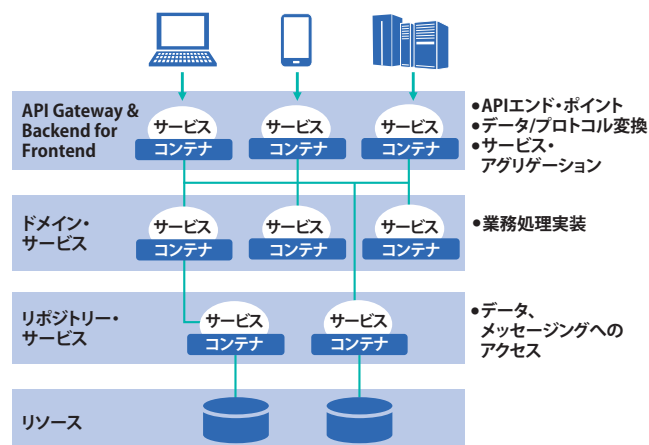 API Gateway &
Backend for
Frontend
サービス
コンテナ
サービス
コンテナ
サービス
コンテナ
●APIエンド・ポイント
●データ/プロトコル変換
●サービス・
アグリゲーション
ドメイン・
サービス
サービス
コンテナ
サービス
コンテナ
サービス
コンテナ
●業務処理実装
リポジトリー・
サービス
サービス
コンテナ
サービス
コンテナ
●データ、
メッセージングへの
アクセス
リソース